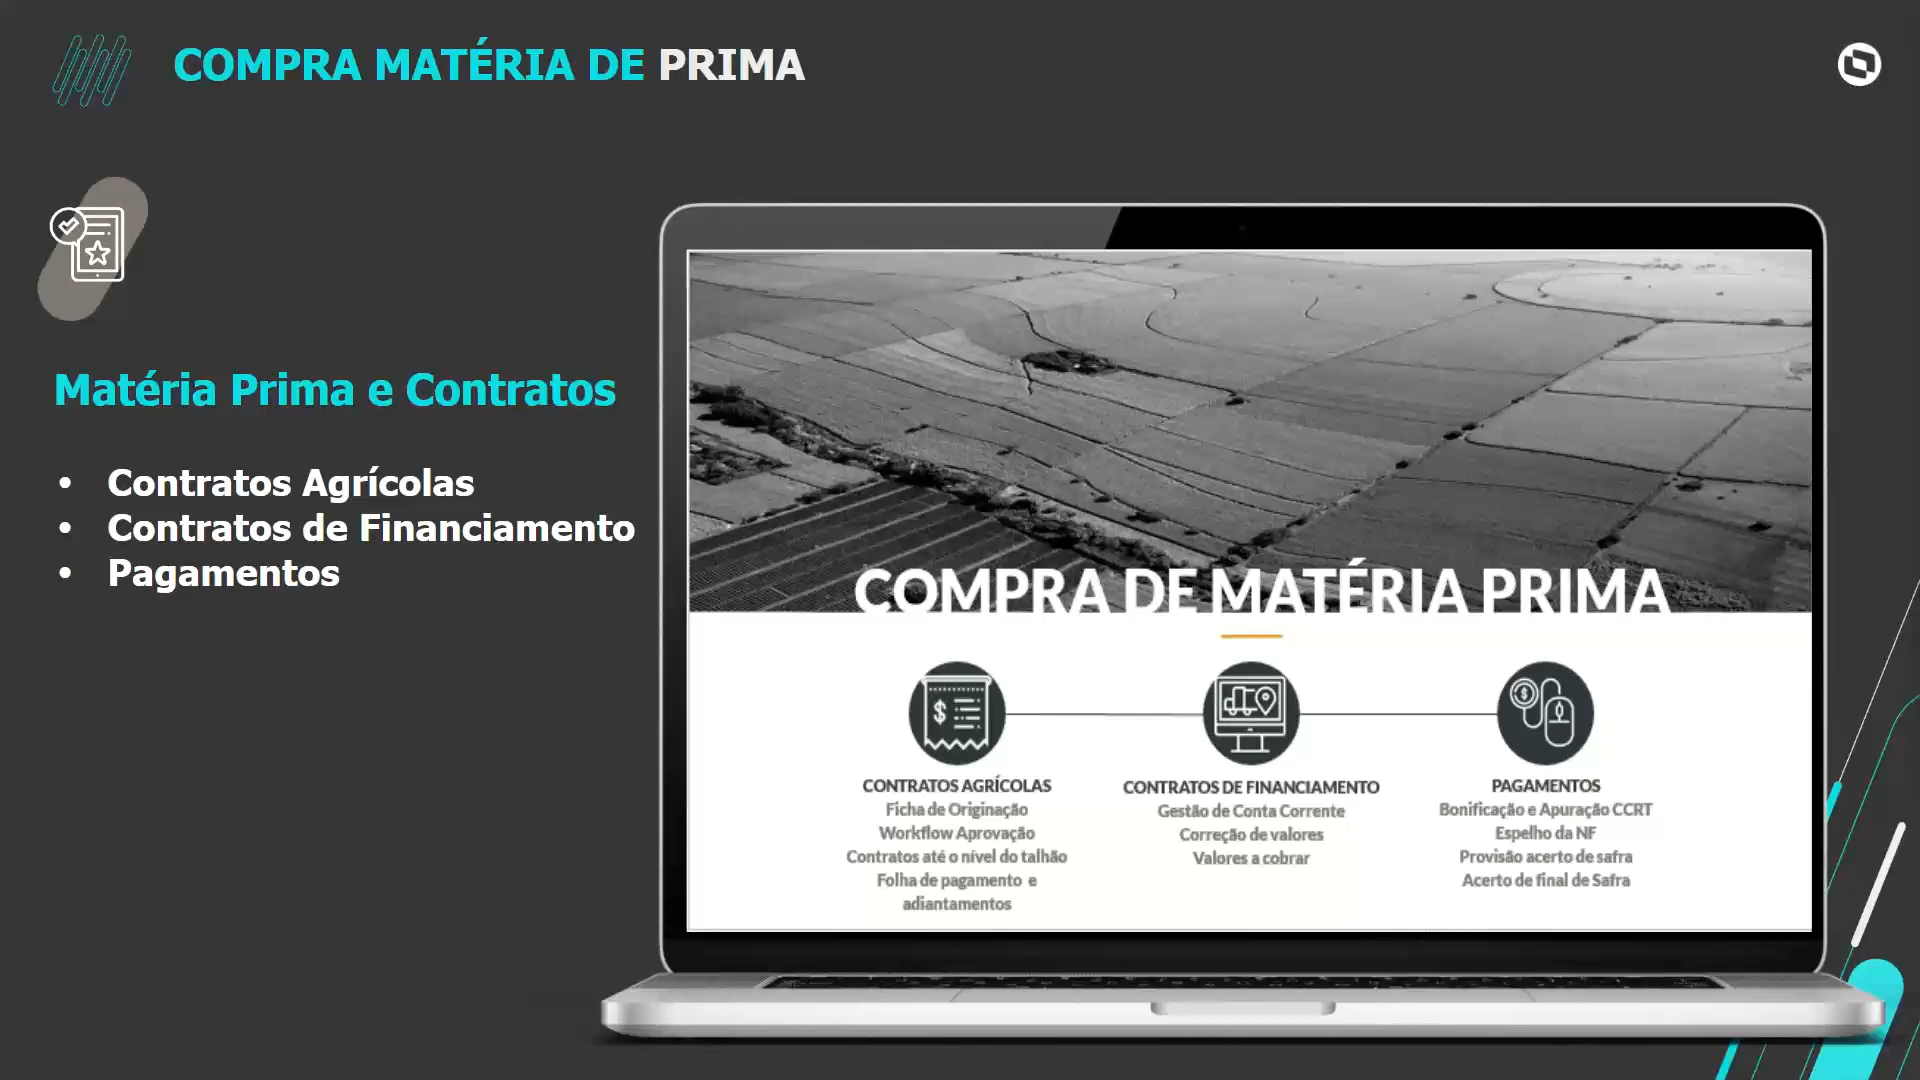 COMPRA MATÉRIA DE PRIMA
Matéria Prima e Contratos
• Contratos Agrícolas
• Contratos de Financiamento
• Pagamentos
COMPRA DE MATÉRIA PRIMA
CONTRATOS AGRÍCOLAS
Ficha de Originação
Workflow Aprovação
Contratos até o nível do talhão
Folha de pagamento e
adiantamentos
CONTRATOS DE FINANCIAMENTO
Gestão de Conta Corrente
Correção de valores
Valores a cobrar
PAGAMENTOS
Bonificação e Apuração CCRT
Espelho da NF
Provisão acerto de safra
Acerto de final de Safra